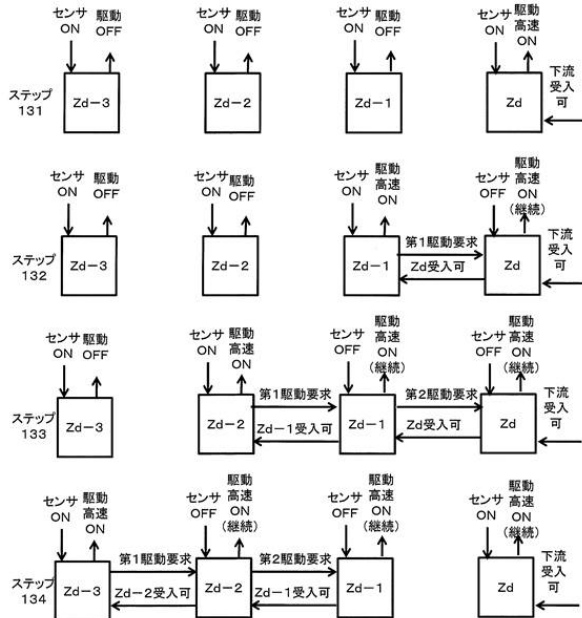 センサ ON 駆動 OFF センサ ON 駆動 OFF センサ ON 駆動 OFF センサ ON 駆動 高速 ON
ステップ 131 Zd-3 Zd-2 Zd-1 Zd 下流 受入 可
センサ ON 駆動 OFF センサ ON 駆動 OFF センサ ON 駆動 高速 ON センサ OFF 駆動 高速 ON (継続)
ステップ 132 Zd-3 Zd-2 Zd-1 第1駆動要求 Zd受入可 Zd 下流 受入 可
センサ ON 駆動 OFF センサ ON 駆動 高速 ON センサ OFF 駆動 高速 ON (継続) センサ OFF 駆動 高速 ON (継続)
ステップ 133 Zd-3 Zd-2 第1駆動要求 Zd-1受入可 Zd-1 第2駆動要求 Zd受入可 Zd 下流 受入 可
センサ ON 駆動 高速 ON センサ OFF 駆動 高速 ON (継続) センサ OFF 駆動 高速 ON (継続) センサ ON 駆動 高速 ON (継続)
ステップ 134 Zd-3 第1駆動要求 Zd-2受入可 Zd-2 第2駆動要求 Zd-1受入可 Zd-1 Zd 下流 受入 可